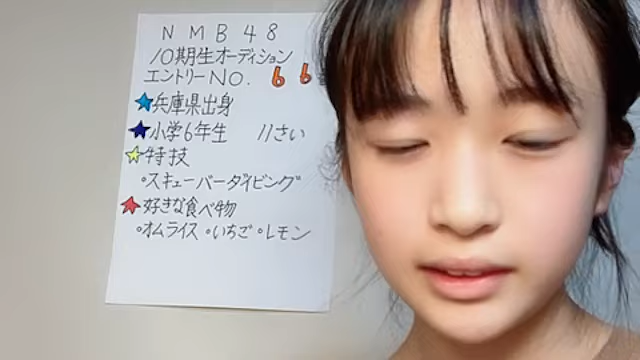 NMB48
10期生オーディション
エントリーNO. 66
★兵庫県出身
★小学6年生 11さい
☆特技
°スキューバーダイビング
★好きな食べ物
°オムライス °いちご °レモン